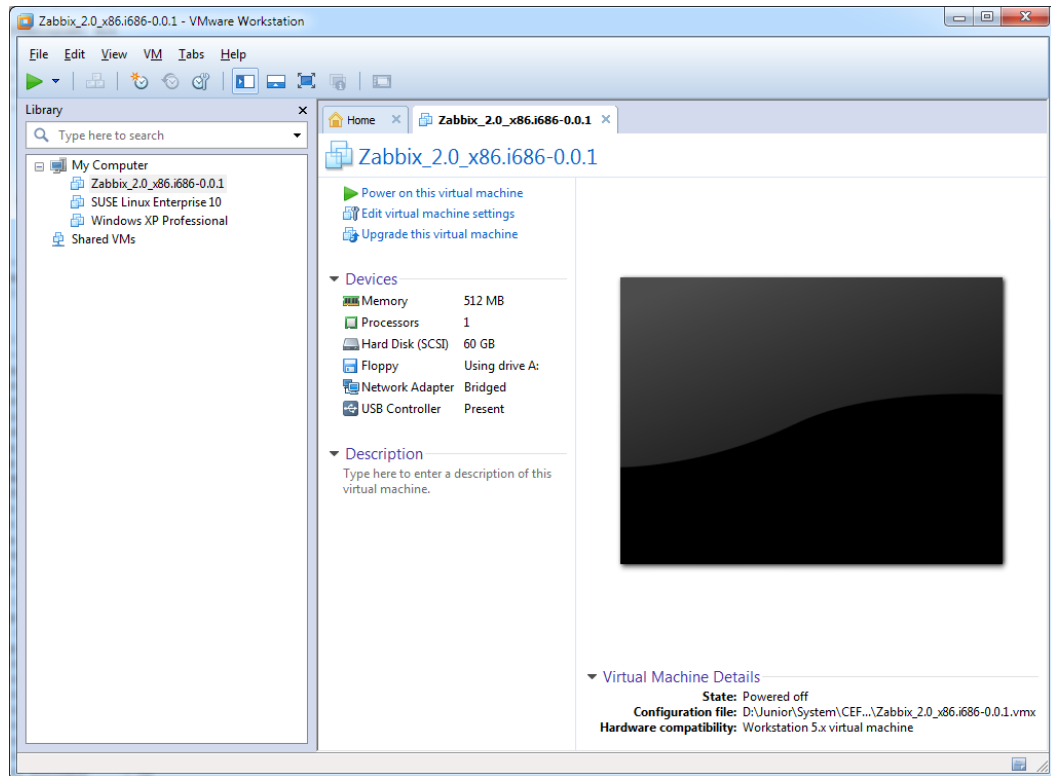 Zabbix_2.0_x86.i686-0.0.1 - VMware Workstation
File Edit View VM Tabs Help
Library
Type here to search
My Computer
Zabbix_2.0_x86.i686-0.0.1
SUSE Linux Enterprise 10
Windows XP Professional
Shared VMs
Home Zabbix_2.0_x86.i686-0.0.1
Zabbix_2.0_x86.i686-0.0.1
Power on this virtual machine
Edit virtual machine settings
Upgrade this virtual machine
Devices
Memory 512 MB
Processors 1
Hard Disk (SCSI) 60 GB
Floppy Using drive A:
Network Adapter Bridged
USB Controller Present
Description
Type here to enter a description of this
virtual machine.
Virtual Machine Details
State: Powered off
Configuration file: D:\Junior\System\CEF...\Zabbix_2.0_x86.i686-0.0.1.vmx
Hardware compatibility: Workstation 5.x virtual machine